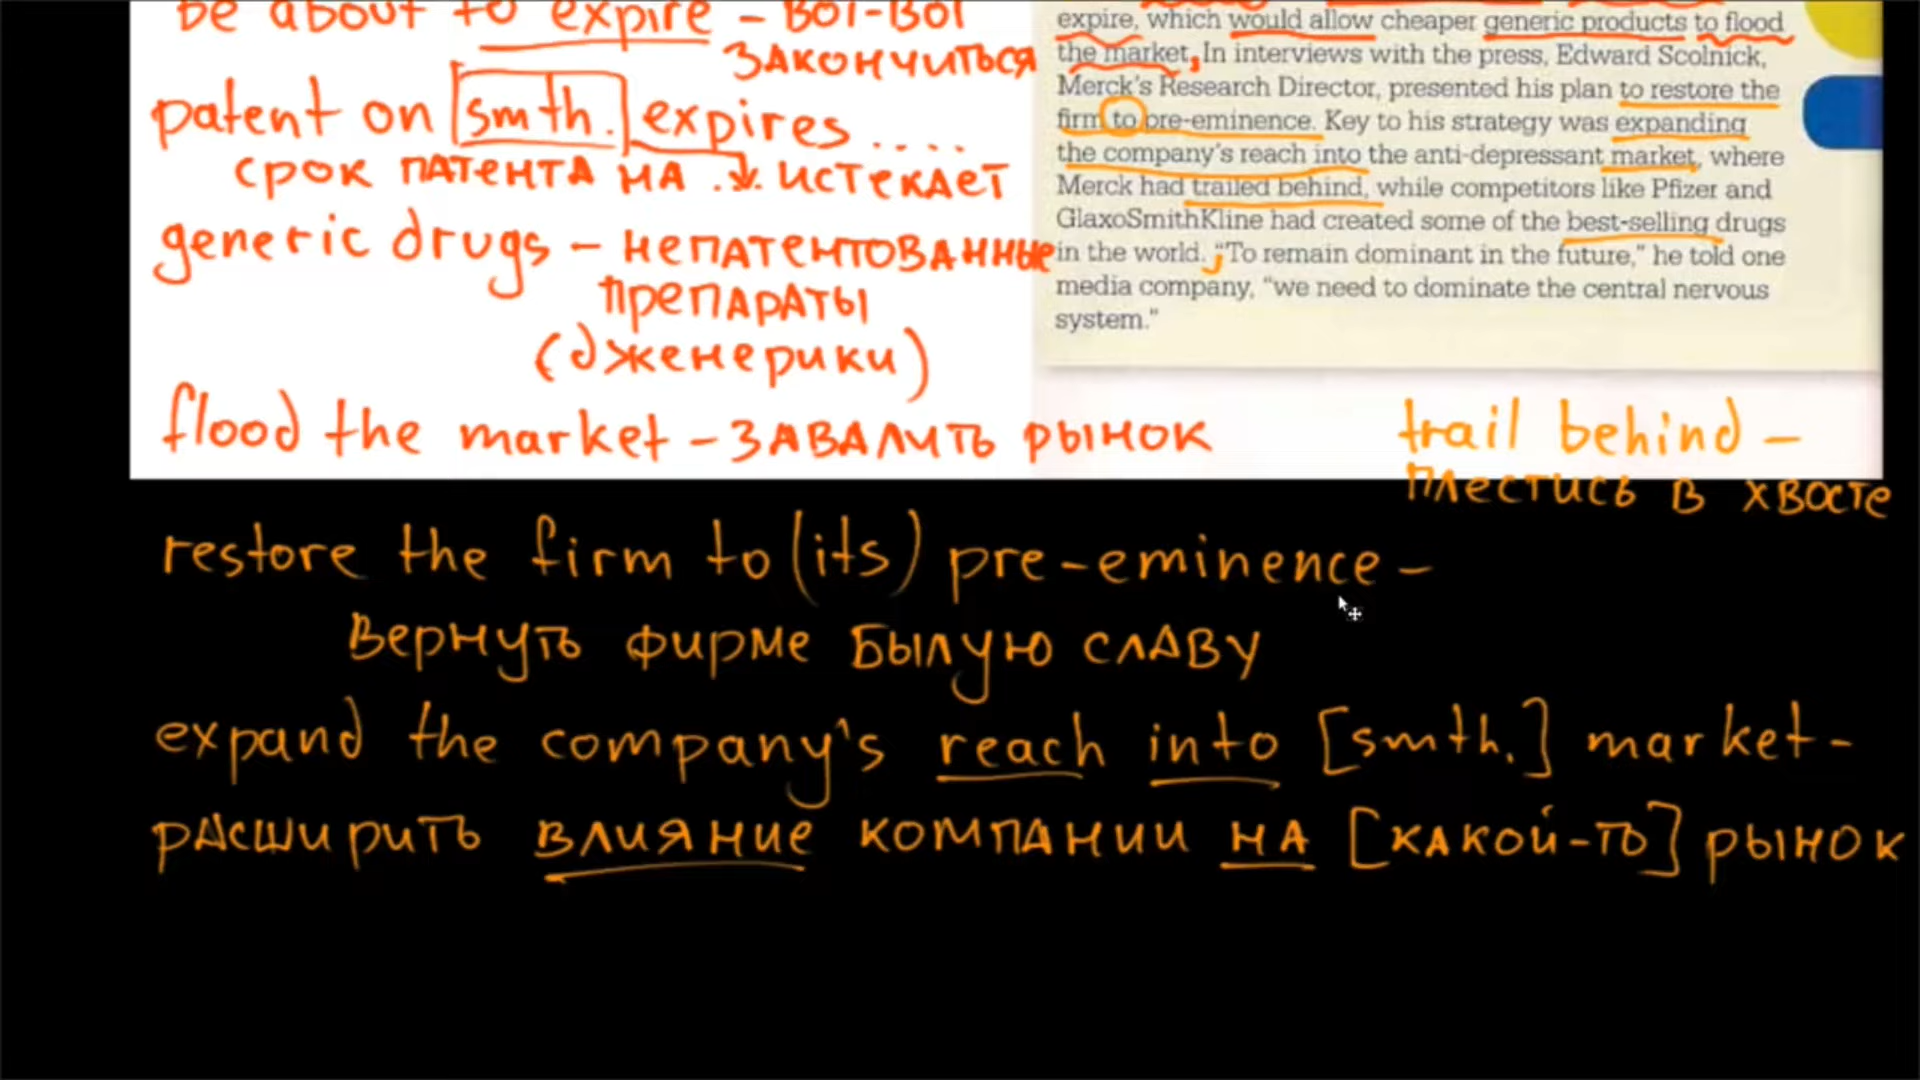 be about to expire – вот-вот
закончиться
patent on smth. expires ....
срок патента на ... истекает
generic drugs – непатентованные
препараты
(дженерики)
flood the market – завалить рынок
expire, which would allow cheaper generic products to flood
the market. In interviews with the press, Edward Scolnick,
Merck's Research Director, presented his plan to restore the
firm to pre-eminence. Key to his strategy was expanding
the company's reach into the anti-depressant market, where
Merck had trailed behind, while competitors like Pfizer and
GlaxoSmithKline had created some of the best-selling drugs
in the world. "To remain dominant in the future," he told one
media company, "we need to dominate the central nervous
system."
trail behind –
плестись в хвосте
restore the firm to (its) pre-eminence –
вернуть фирме былую славу
expand the company's reach into [smth.] market –
расширить влияние компании на [какой-то] рынок